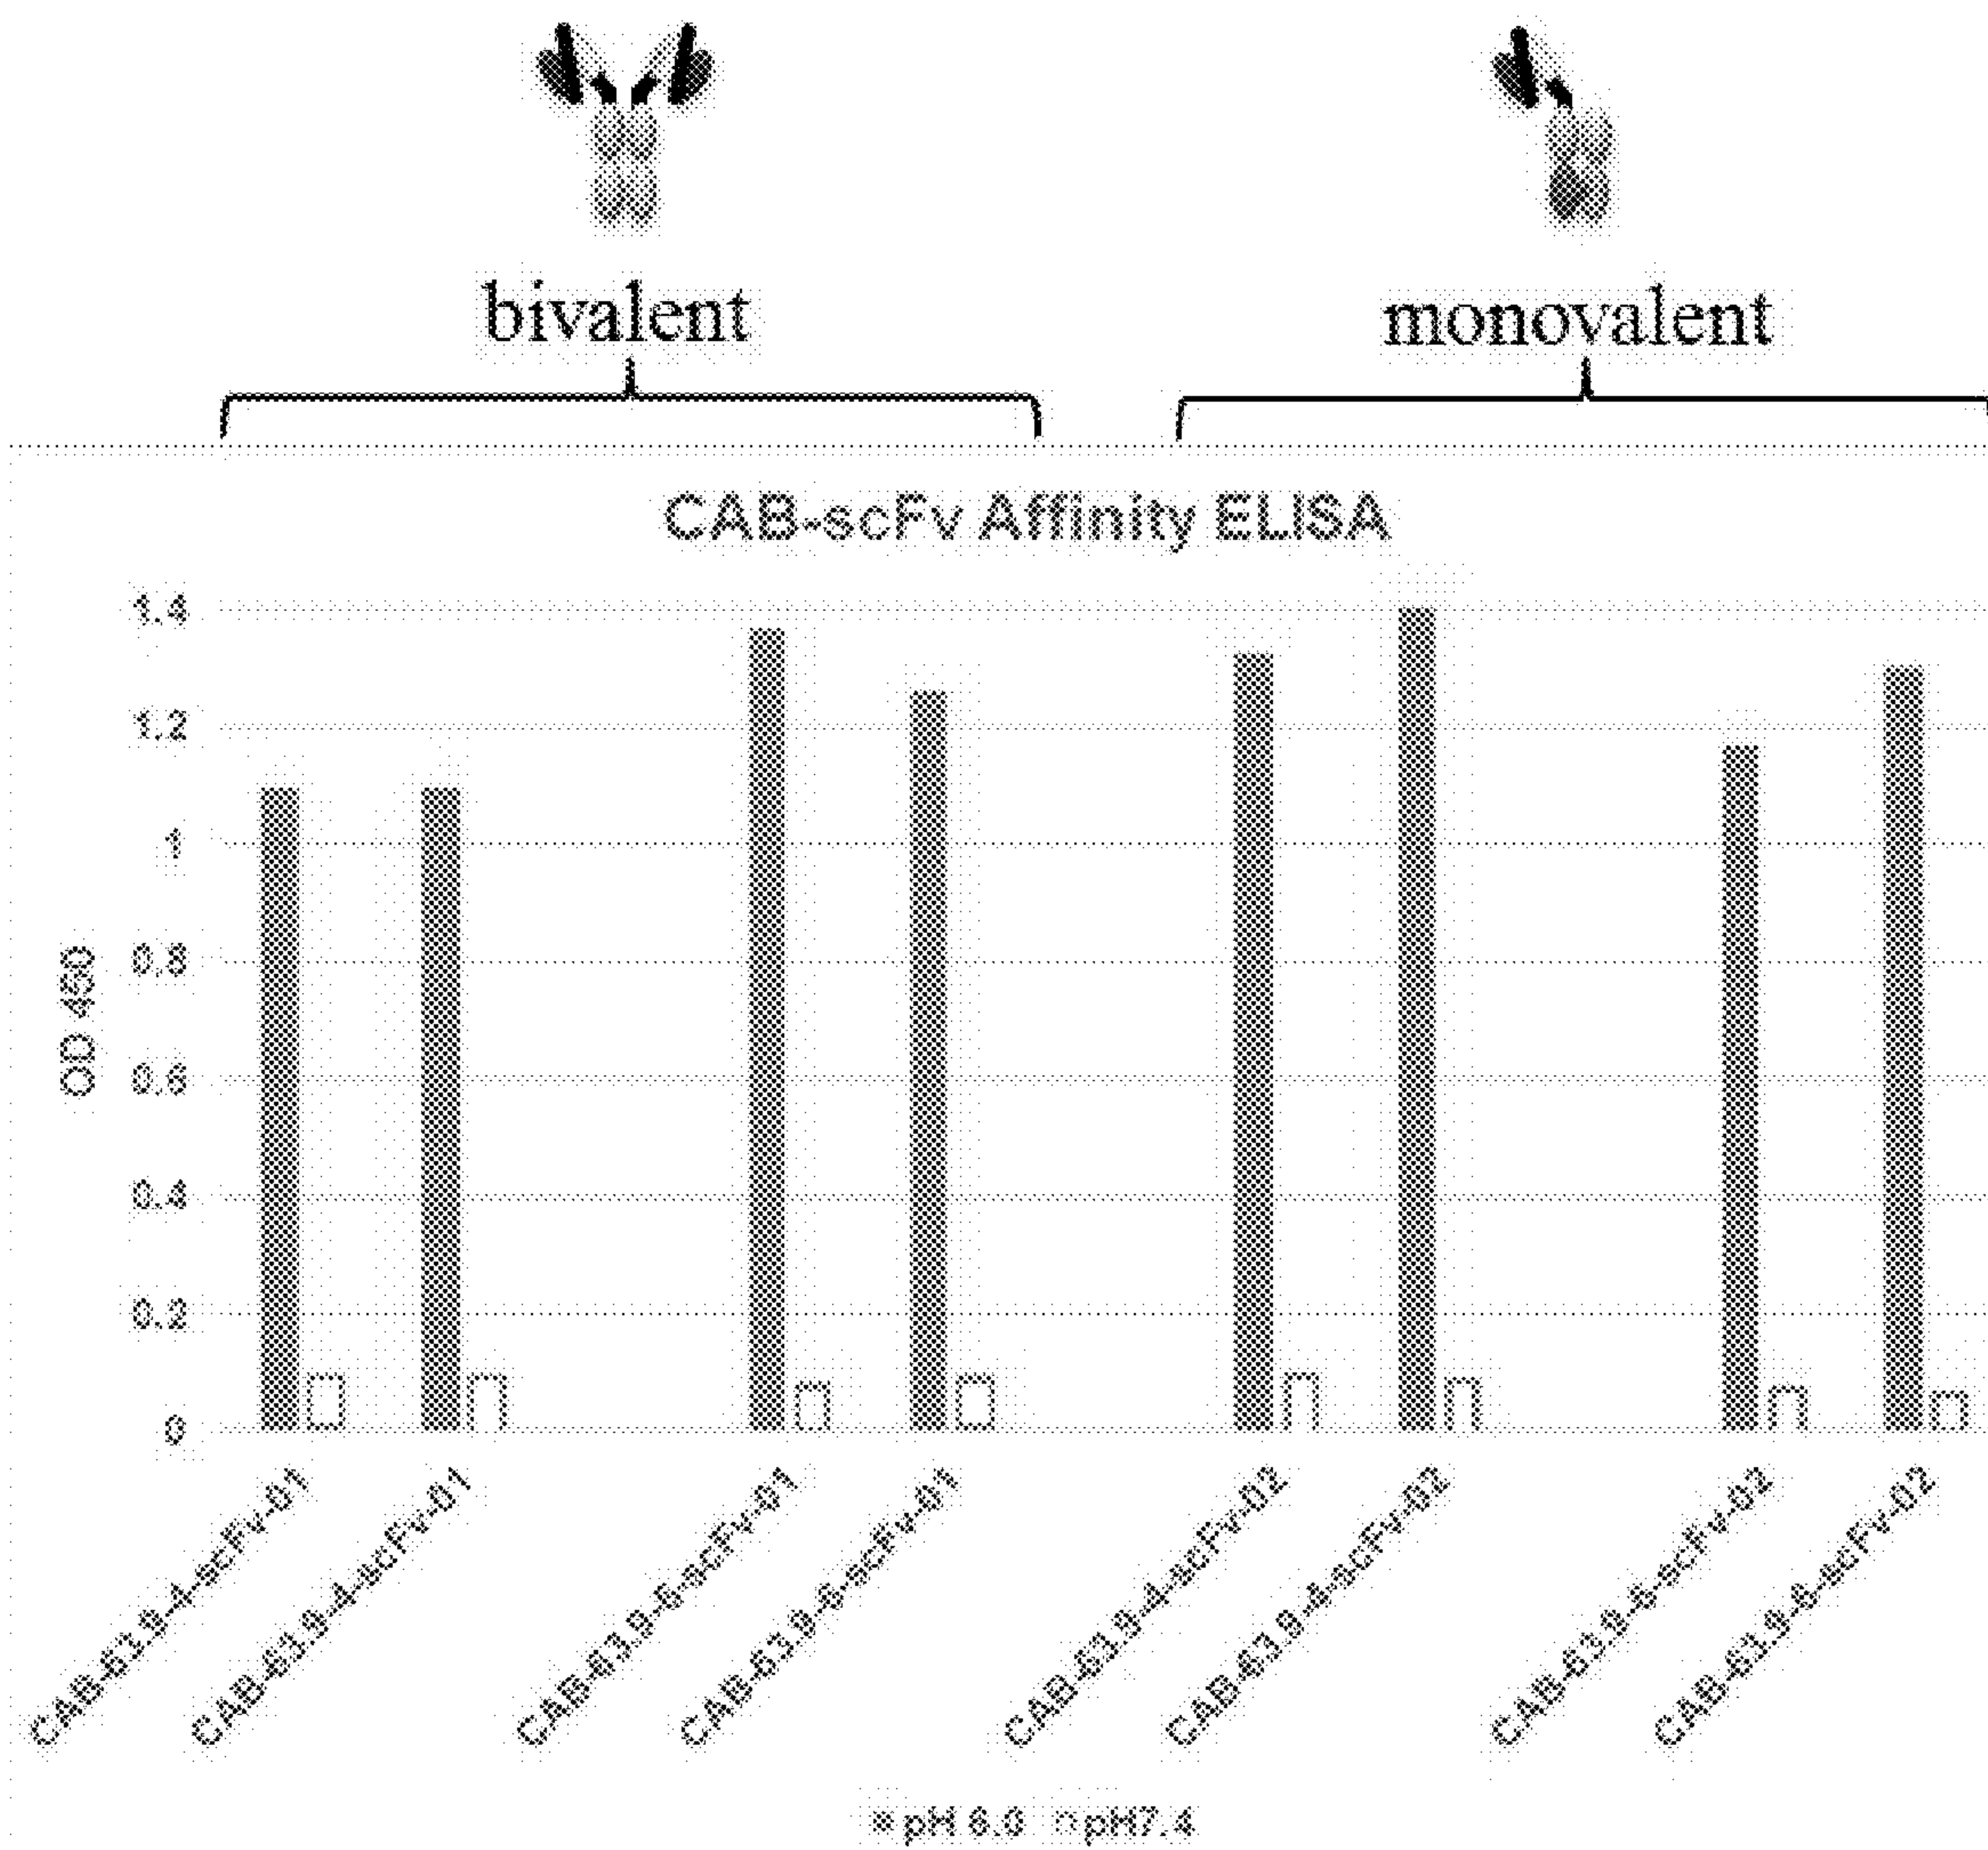 bivalent
monovalent
CAB-scFv Affinity ELISA
1.4
1.2
1
0.8
0.6
0.4
0.2
0
OD 450
CAB-63.9-4-scFv-01
CAB-63.9-4-scFv-01
CAB-63.9-6-scFv-01
CAB-63.9-6-scFv-01
CAB-63.9-4-scFv-02
CAB-63.9-4-scFv-02
CAB-63.9-6-scFv-02
CAB-63.9-6-scFv-02
pH 6.0 pH7.4